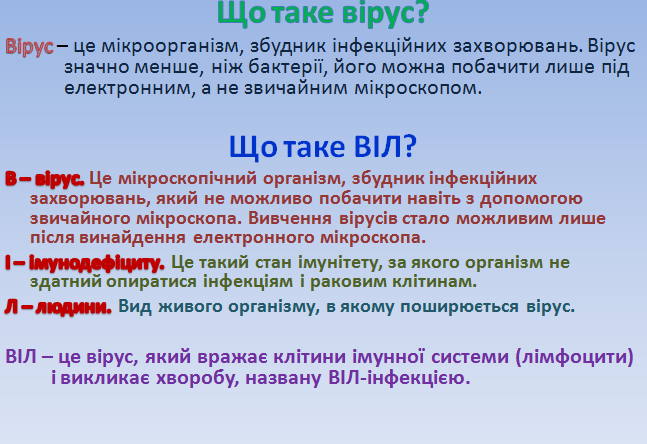 Що таке вірус?
Вірус – це мікроорганізм, збудник інфекційних захворювань. Вірус
значно менше, ніж бактерії, його можна побачити лише під
електронним, а не звичайним мікроскопом.
Що таке ВІЛ?
В – вірус. Це мікроскопічний організм, збудник інфекційних
захворювань, який не можливо побачити навіть з допомогою
звичайного мікроскопа. Вивчення вірусів стало можливим лише
після винайдення електронного мікроскопа.
І – імунодефіциту. Це такий стан імунітету, за якого організм не
здатний опиратися інфекціям і раковим клітинам.
Л – людини. Вид живого організму, в якому поширюється вірус.
ВІЛ – це вірус, який вражає клітини імунної системи (лімфоцити)
і викликає хворобу, названу ВІЛ-інфекцією.